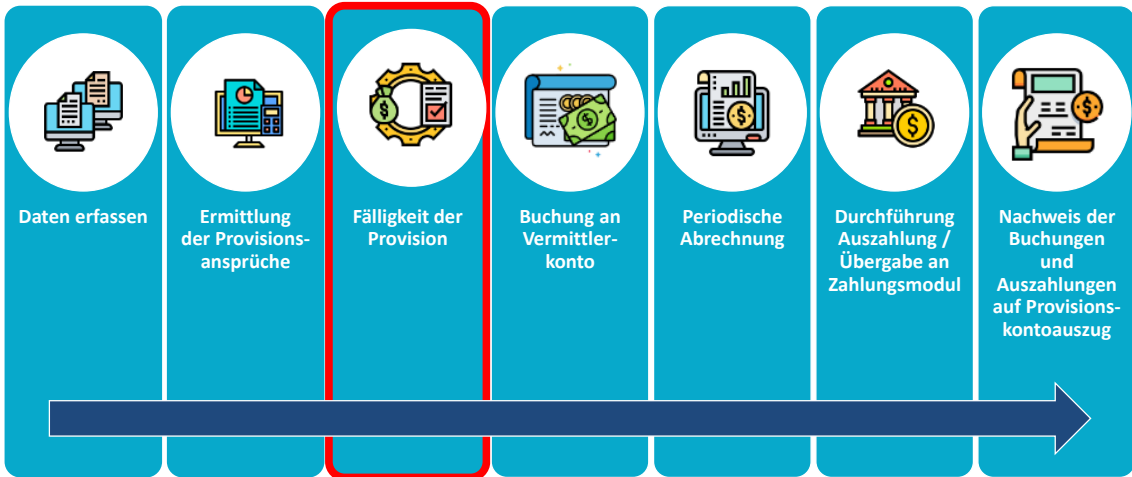 Daten erfassen
Ermittlung
der Provisions-
ansprüche
Fälligkeit der
Provision
Buchung an
Vermittler-
konto
Periodische
Abrechnung
Durchführung
Auszahlung /
Übergabe an
Zahlungsmodul
Nachweis der
Buchungen
und
Auszahlungen
auf Provisions-
kontoauszug